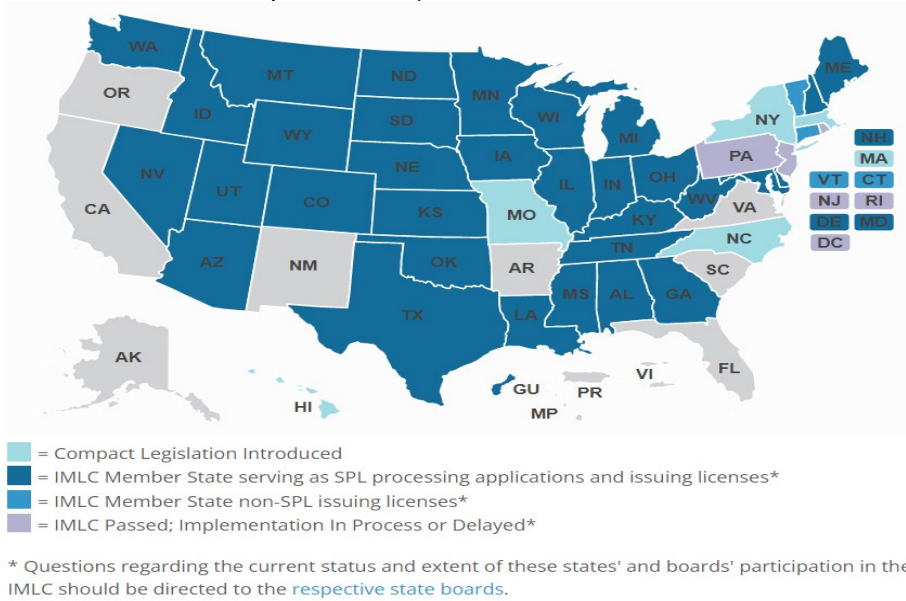 WA
MT
ND
MN
ME
OR
ID
SD
WI
NY
WY
MI
NH
IA
PA
MA
NE
NV
IL
IN
OH
VT CT
UT
CO
WV
NJ RI
CA
KS
MO
KY
VA
DE MD
NC
DC
TN
AZ
OK
NM
AR
SC
MS AL GA
TX
LA
AK
FL
VI
GU
PR
HI
MP
= Compact Legislation Introduced
= IMLC Member State serving as SPL processing applications and issuing licenses*
= IMLC Member State non-SPL issuing licenses*
= IMLC Passed; Implementation In Process or Delayed*
* Questions regarding the current status and extent of these states' and boards' participation in the
IMLC should be directed to the respective state boards.